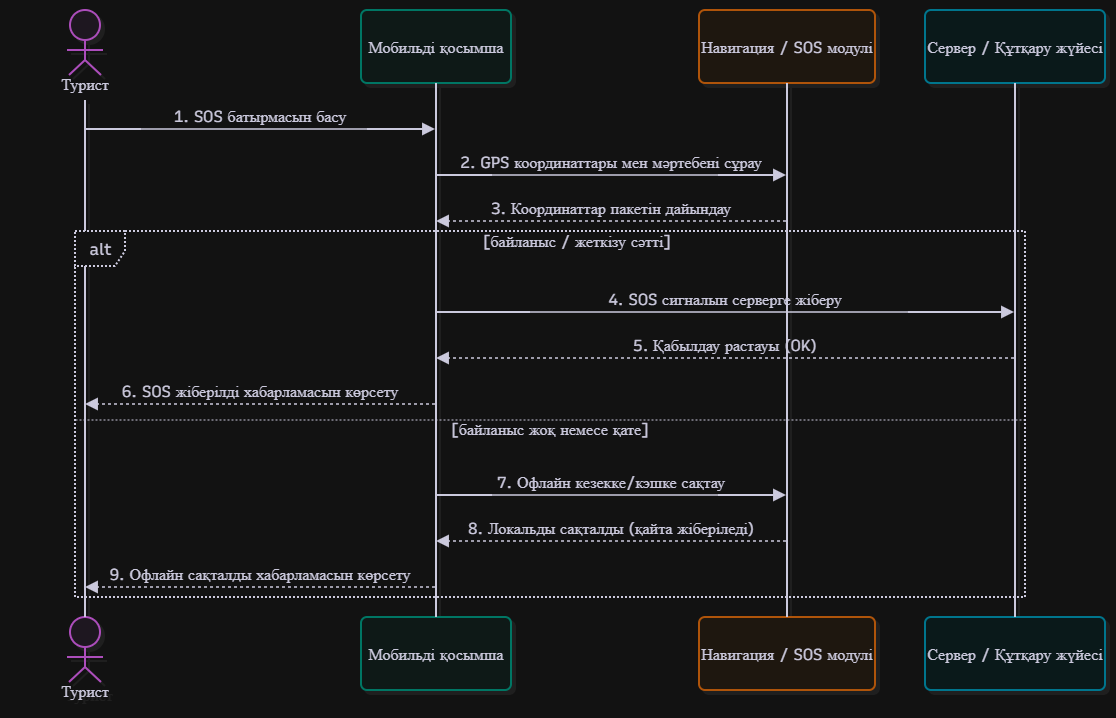 Мобильді қосымша
Навигация / SOS модулі
Сервер / Құтқару жүйесі
Турист
1. SOS батырмасын басу
2. GPS координаттары мен мәртебені сұрау
3. Координаттар пакетін дайындау
alt
[байланыс / жеткізу сәтті]
4. SOS сигналын серверге жіберу
5. Қабылдау растауы (OK)
6. SOS жіберілді хабарламасын көрсету
[байланыс жоқ немесе қате]
7. Офлайн кезекке/кэшке сақтау
8. Локальды сақталды (қайта жіберіледі)
9. Офлайн сақталды хабарламасын көрсету
Мобильді қосымша
Навигация / SOS модулі
Сервер / Құтқару жүйесі
Турист